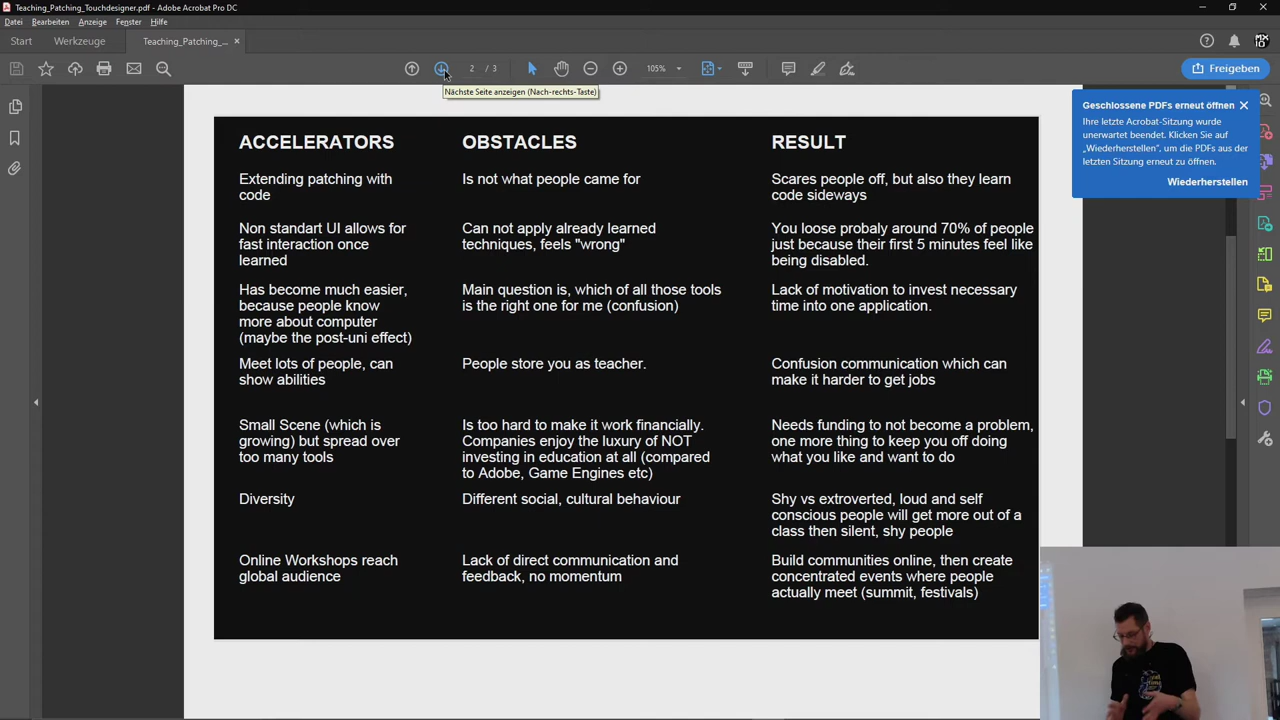 Teaching_Patching_Touchdesigner.pdf - Adobe Acrobat Pro DC
Datei Bearbeiten Anzeige Fenster Hilfe
Start Werkzeuge Teaching_Patching_... ×
2 / 3 105% Freigeben
Nächste Seite anzeigen (Nach-rechts-Taste)
Geschlossene PDFs erneut öffnen
Ihre letzte Acrobat-Sitzung wurde
unerwartet beendet. Klicken Sie auf
„Wiederherstellen“, um die PDFs aus der
letzten Sitzung erneut zu öffnen.
Wiederherstellen
ACCELERATORS OBSTACLES RESULT
Extending patching with Is not what people came for Scares people off, but also they learn
code code sideways
Non standart UI allows for Can not apply already learned You loose probaly around 70% of people
fast interaction once techniques, feels "wrong" just because their first 5 minutes feel like
learned being disabled.
Has become much easier, Main question is, which of all those tools Lack of motivation to invest necessary
because people know is the right one for me (confusion) time into one application.
more about computer
(maybe the post-uni effect)
Meet lots of people, can People store you as teacher. Confusion communication which can
show abilities make it harder to get jobs
Small Scene (which is Is too hard to make it work financially. Needs funding to not become a problem,
growing) but spread over Companies enjoy the luxury of NOT one more thing to keep you off doing
too many tools investing in education at all (compared what you like and want to do
to Adobe, Game Engines etc)
Diversity Different social, cultural behaviour Shy vs extroverted, loud and self
conscious people will get more out of a
class then silent, shy people
Online Workshops reach Lack of direct communication and Build communities online, then create
global audience feedback, no momentum concentrated events where people
actually meet (summit, festivals)